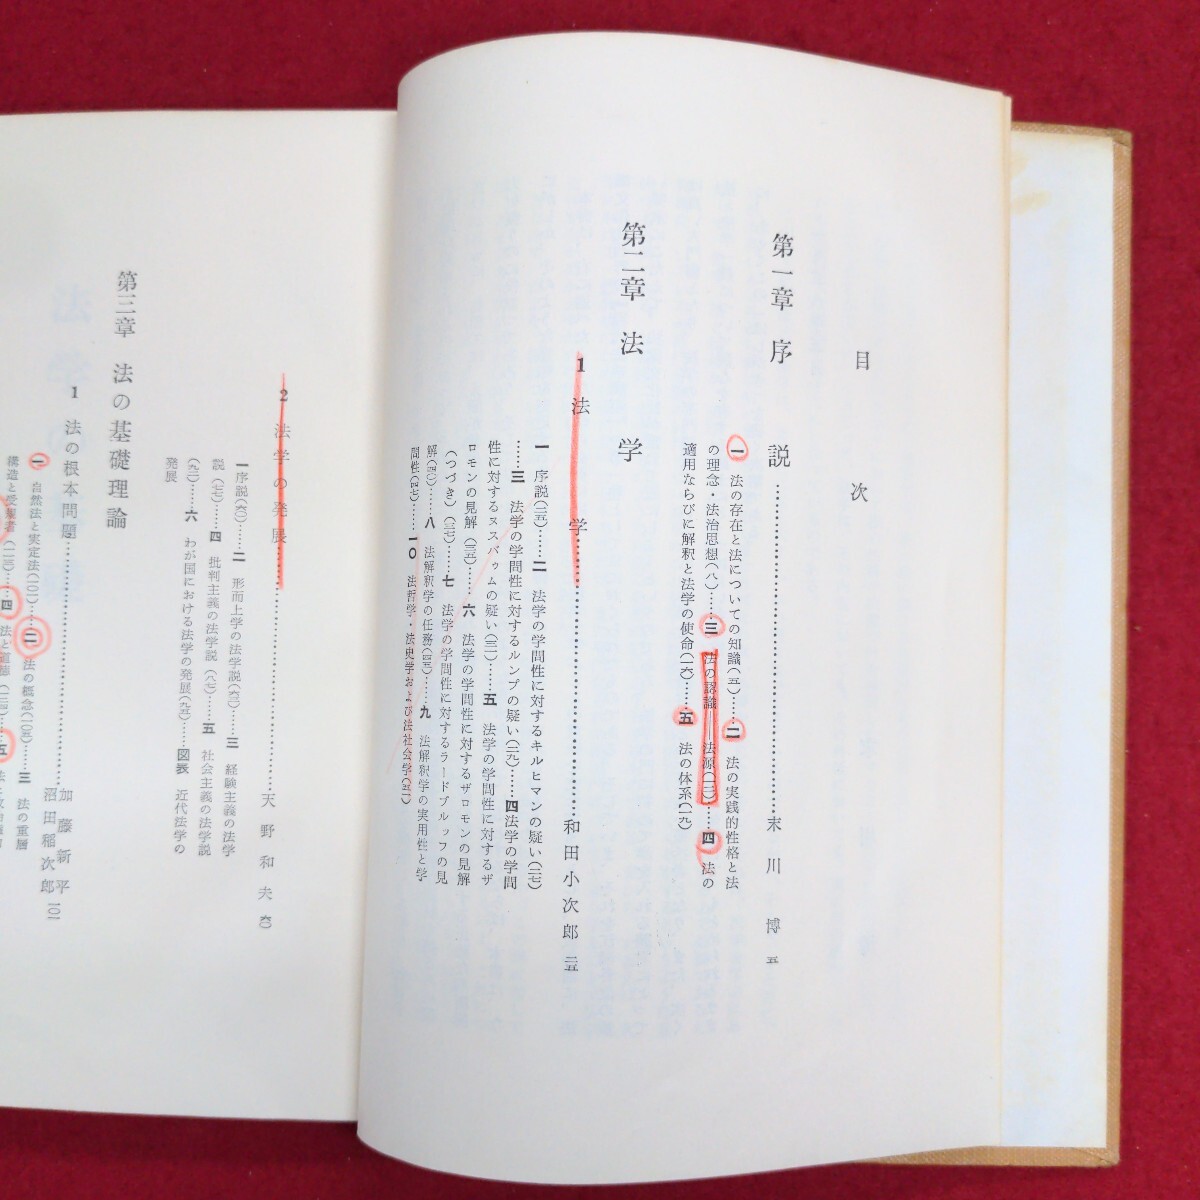 目次
第一章 序説……………………末川 博 五
一 法の存在と法についての知識(五)……二 法の実践的性格と法
の理念・法治思想(八)……三 法の認識——法源(一三)……四 法の
適用ならびに解釈と法学の使命(一六)……五 法の体系(一九)
第二章 法学
1 法学……………………和田小次郎 二五
一 序説(二五)……二 法学の学問性に対するキルヒマンの疑い(二七)
……三 法学の学問性に対するルンプの疑い(二九)……四 法学の学問
性に対するヌスバゥムの疑い(三一)……五 法学の学問性に対するザ
ロモンの見解(三五)……六 法学の学問性に対するザロモンの見解
(つづき)(三七)……七 法学の学問性に対するラードブルッフの見
解(四〇)……八 法解釈学の任務(四五)……九 法解釈学の実用性と学
問性(四七)……一〇 法哲学・法史学および法社会学(五一)
2 法学の発展……………………天野和夫 六〇
一 序説(六〇)……二 形而上学の法学説(六二)……三 経験主義の法学
説(七七)……四 批判主義の法学説(八七)……五 社会主義の法学説
(九二)……六 わが国における法学の発展(九五)……図表 近代法学の
発展
第三章 法の基礎理論
1 法の根本問題……………………加藤新平 沼田稲次郎 一〇一
一 自然法と実定法(一〇一)……二 法の概念(一〇五)……三 法の重層
構造と受範者(一一三)……四 法と道徳(一二四)……五